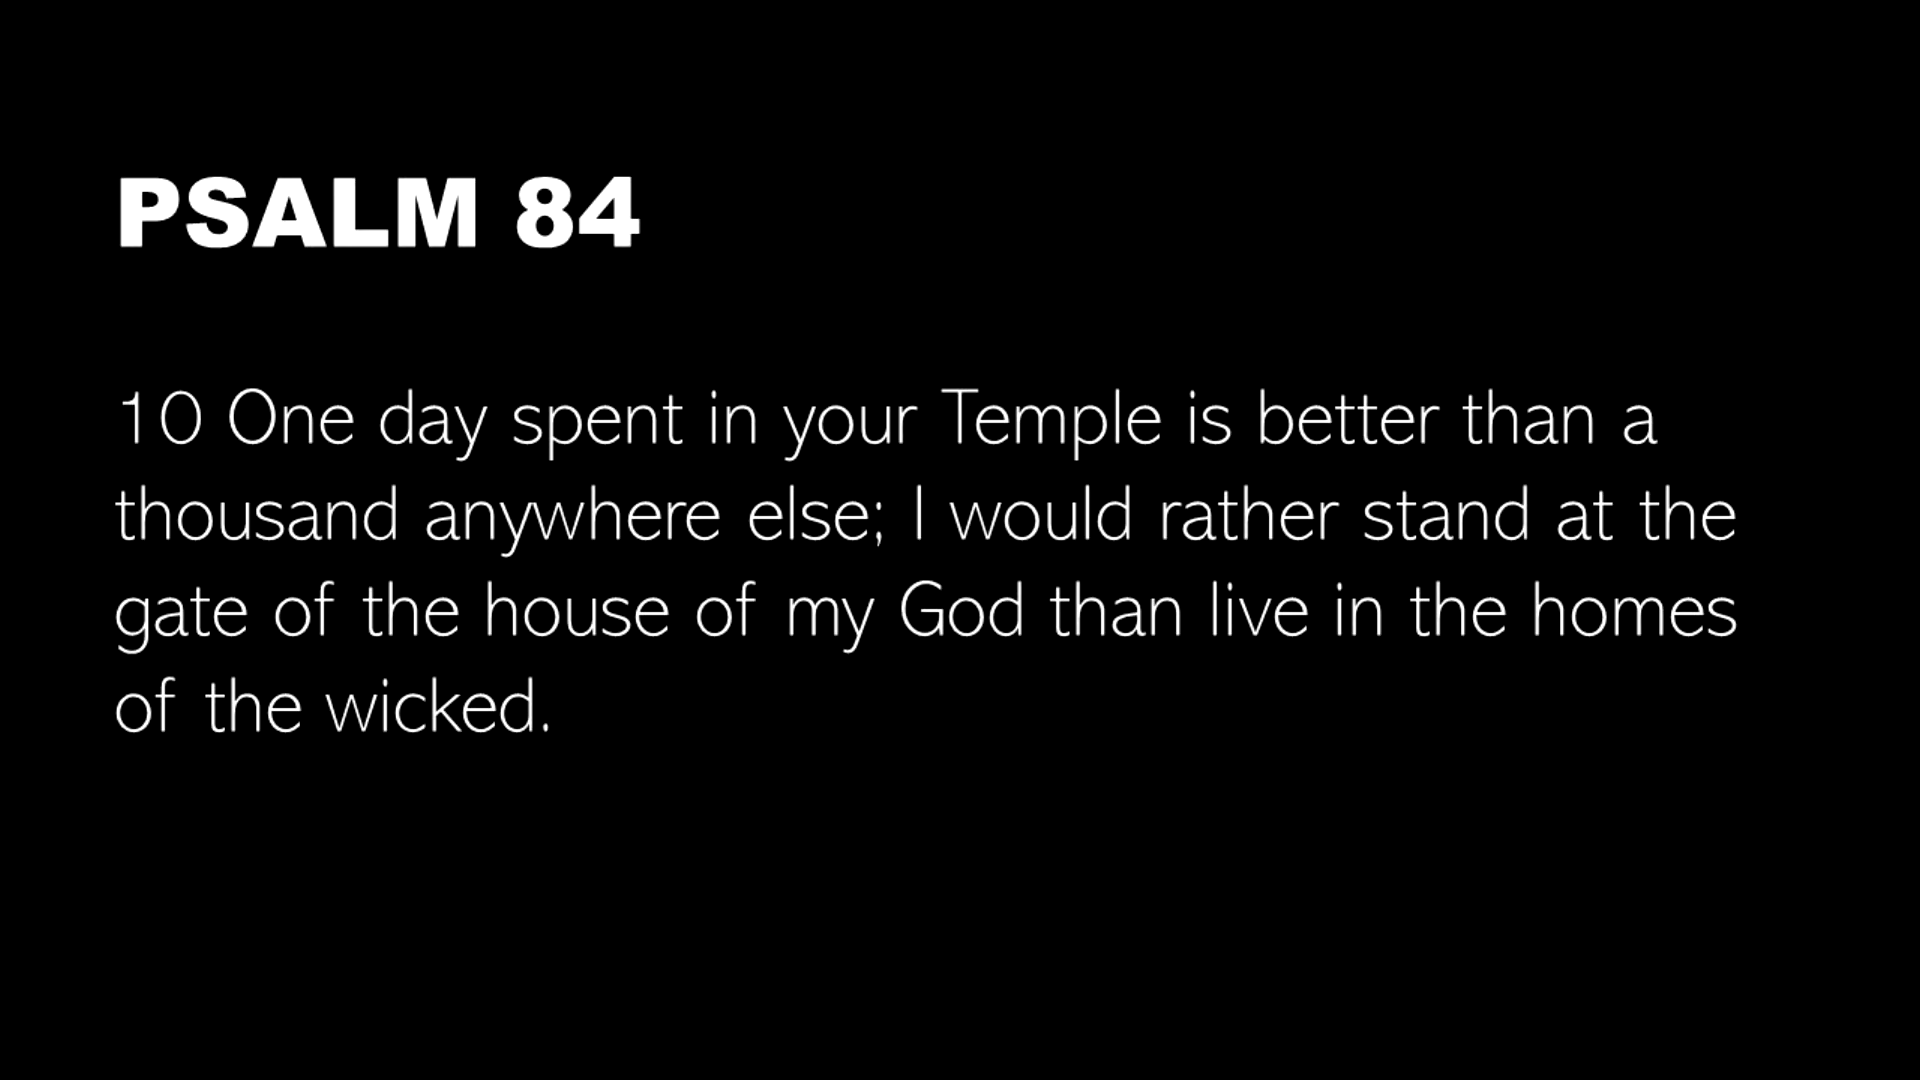 PSALM 84
10 One day spent in your Temple is better than a
thousand anywhere else; I would rather stand at the
gate of the house of my God than live in the homes
of the wicked.